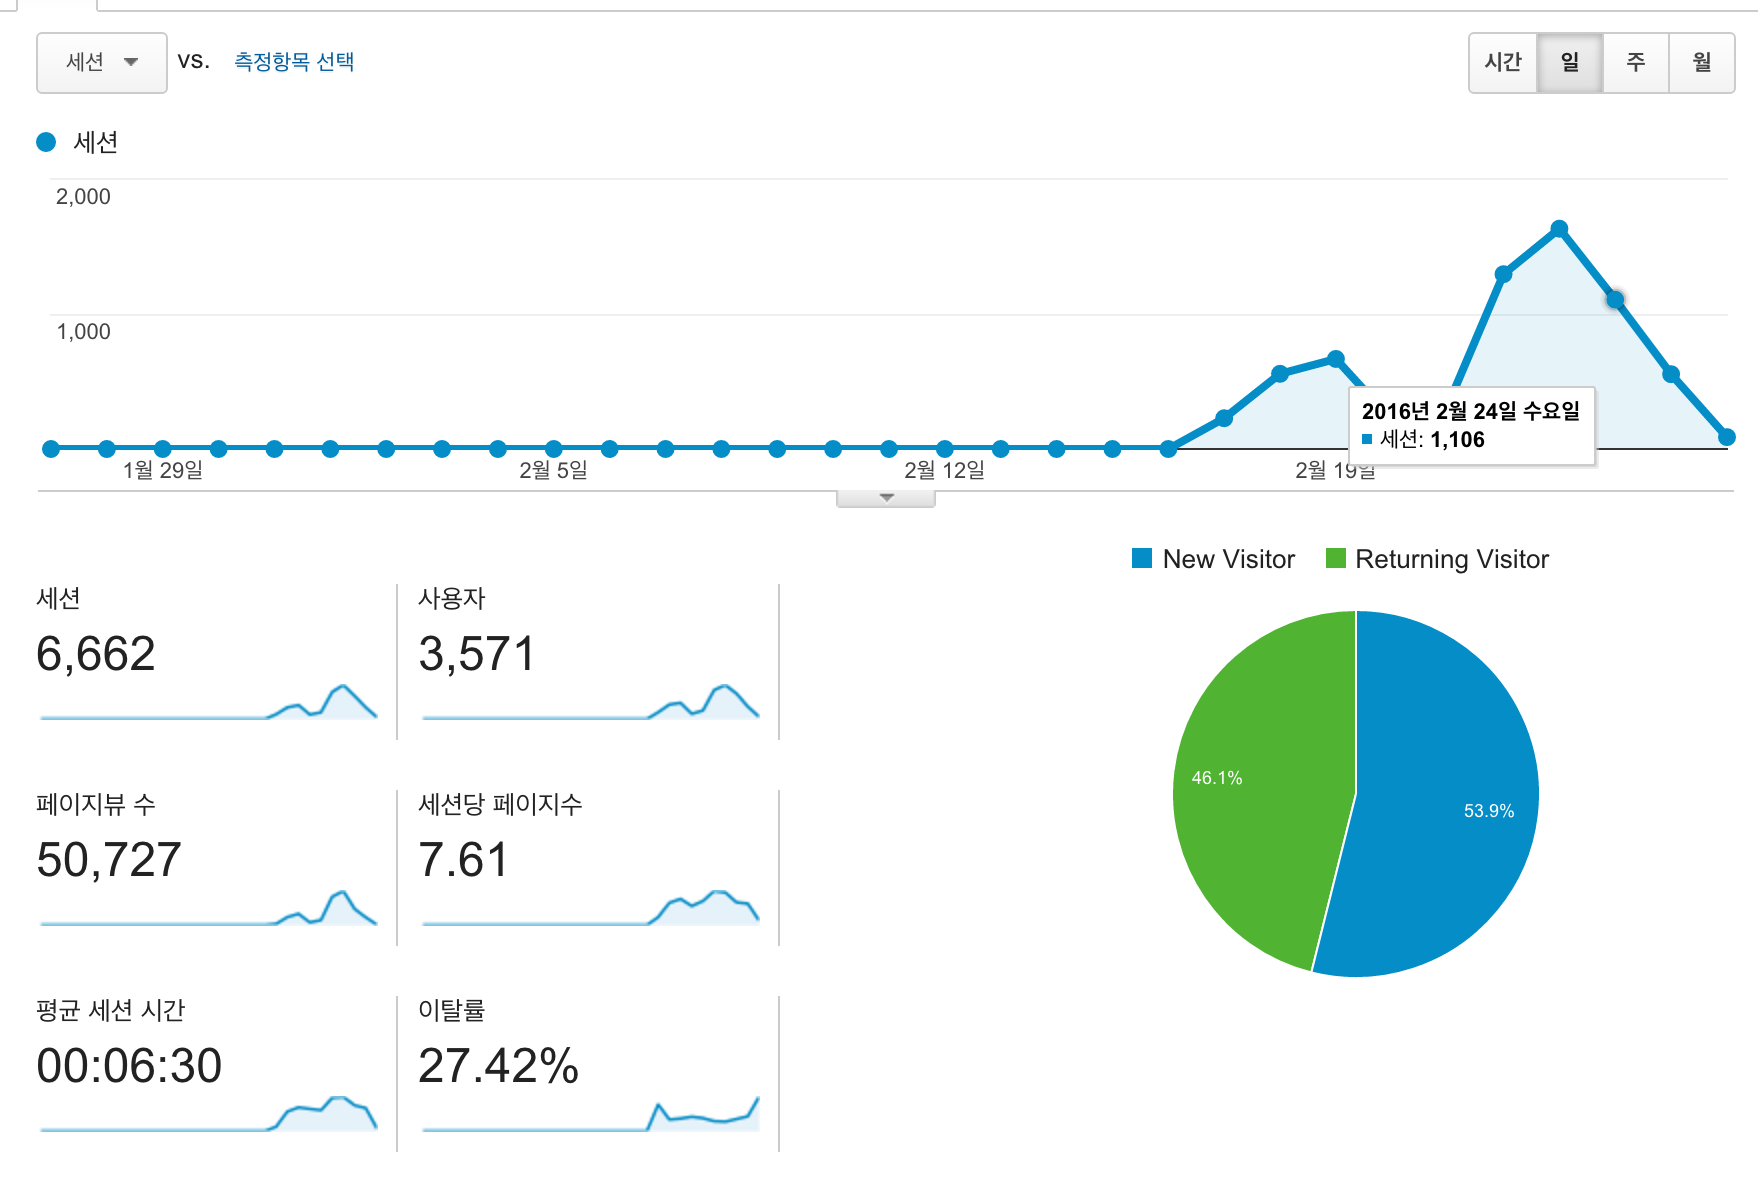 세션 vs. 측정항목 선택 시간 일 주 월
세션
2,000
1,000
2016년 2월 24일 수요일
세션: 1,106
1월 29일 2월 5일 2월 12일 2월 19일
New Visitor Returning Visitor
세션 사용자
6,662 3,571
페이지뷰 수 세션당 페이지수
50,727 7.61
평균 세션 시간 이탈률
00:06:30 27.42%
46.1%
53.9%